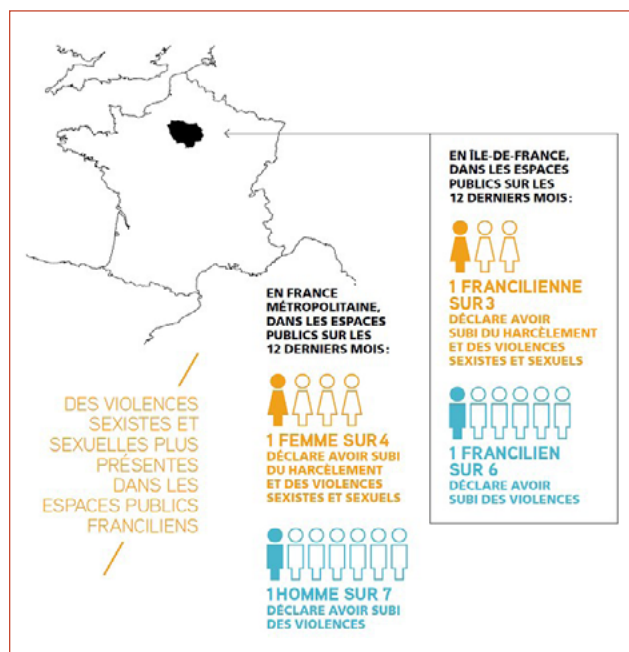 EN ÎLE-DE-FRANCE,
DANS LES ESPACES
PUBLICS SUR LES
12 DERNIERS MOIS :
1 FRANCILIENNE
SUR 3
DÉCLARE AVOIR
SUBI DU HARCÈLEMENT
ET DES VIOLENCES
SEXISTES ET SEXUELS
1 FRANCILIEN
SUR 6
DÉCLARE AVOIR
SUBI DES VIOLENCES
EN FRANCE
MÉTROPOLITAINE,
DANS LES ESPACES
PUBLICS SUR LES
12 DERNIERS MOIS :
1 FEMME SUR 4
DÉCLARE AVOIR SUBI
DU HARCÈLEMENT
ET DES VIOLENCES
SEXISTES ET SEXUELS
1 HOMME SUR 7
DÉCLARE AVOIR SUBI
DES VIOLENCES
DES VIOLENCES
SEXISTES ET
SEXUELLES PLUS
PRÉSENTES
DANS LES
ESPACES PUBLICS
FRANCILIENS